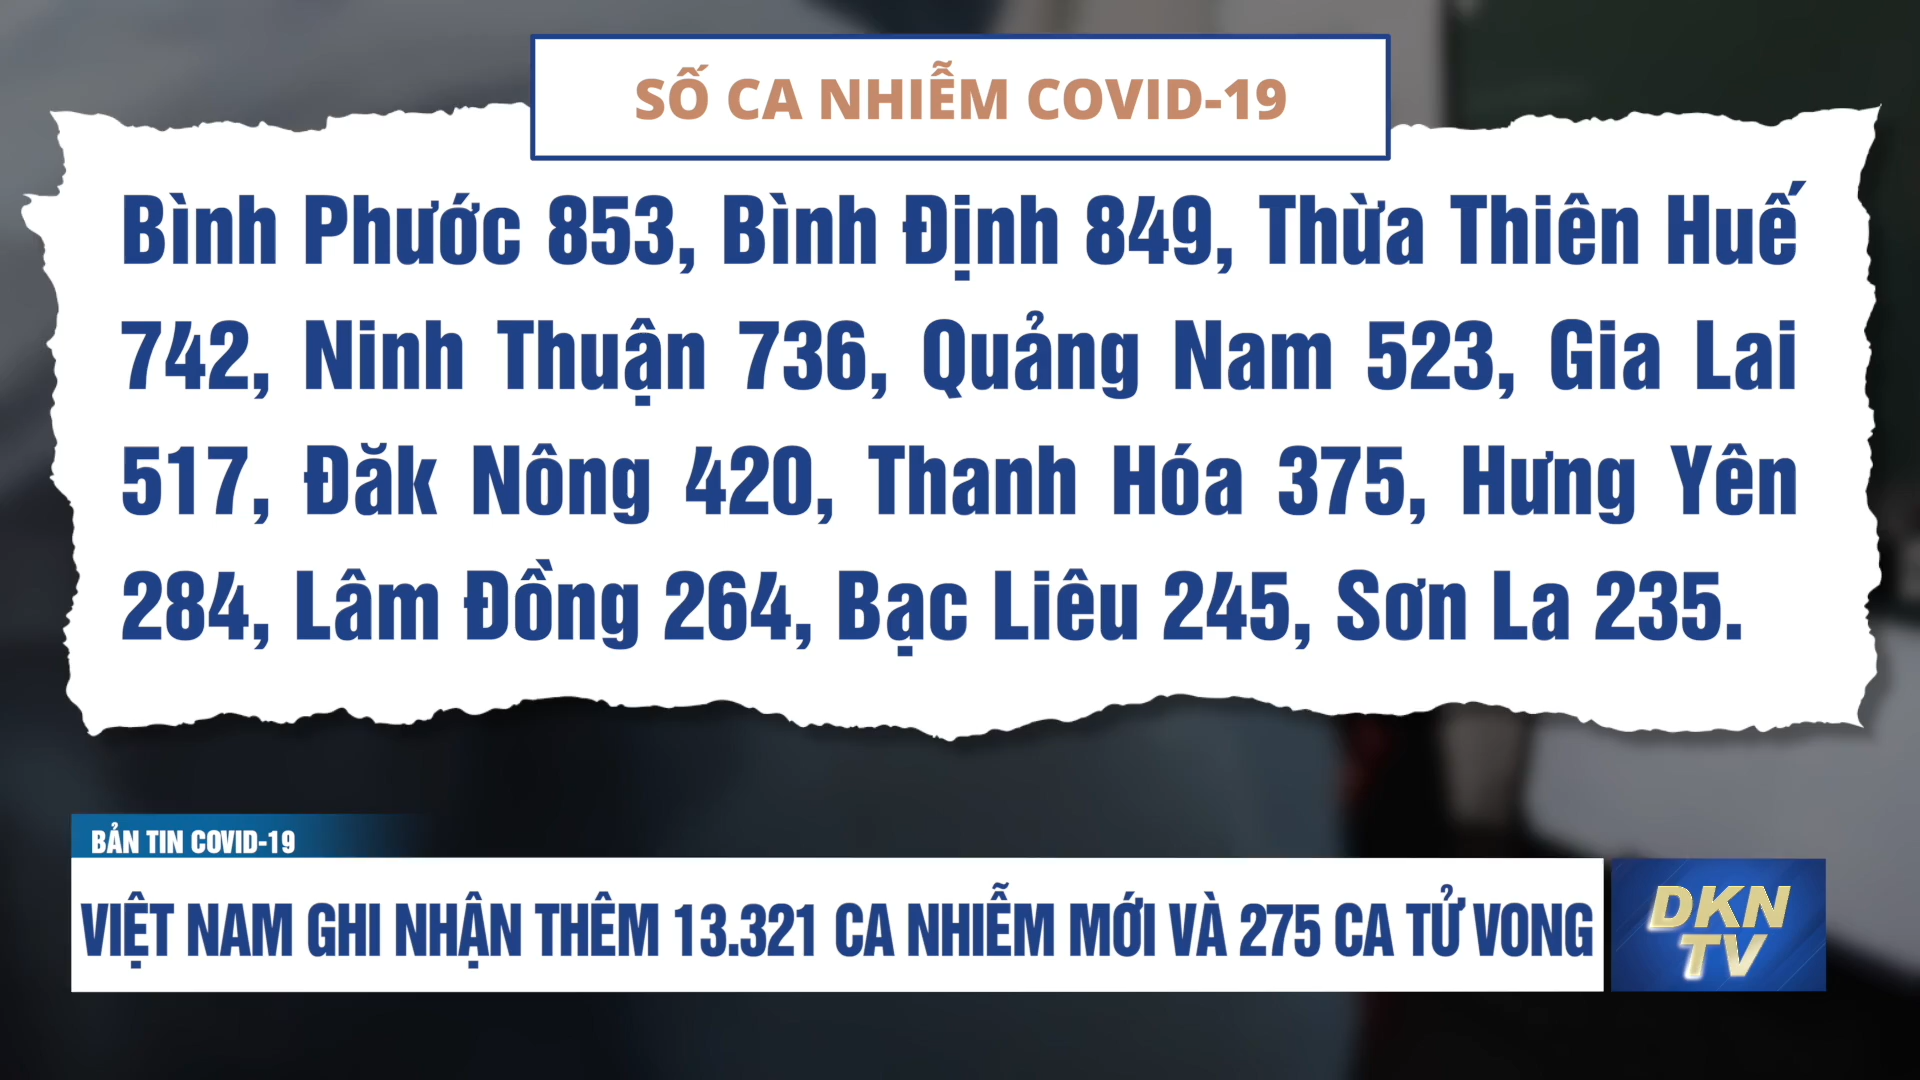 SỐ CA NHIỄM COVID-19
Bình Phước 853, Bình Định 849, Thừa Thiên Huế
742, Ninh Thuận 736, Quảng Nam 523, Gia Lai
517, Đăk Nông 420, Thanh Hóa 375, Hưng Yên
284, Lâm Đồng 264, Bạc Liêu 245, Sơn La 235.
BẢN TIN COVID-19
VIỆT NAM GHI NHẬN THÊM 13.321 CA NHIỄM MỚI VÀ 275 CA TỬ VONG
DKN
TV